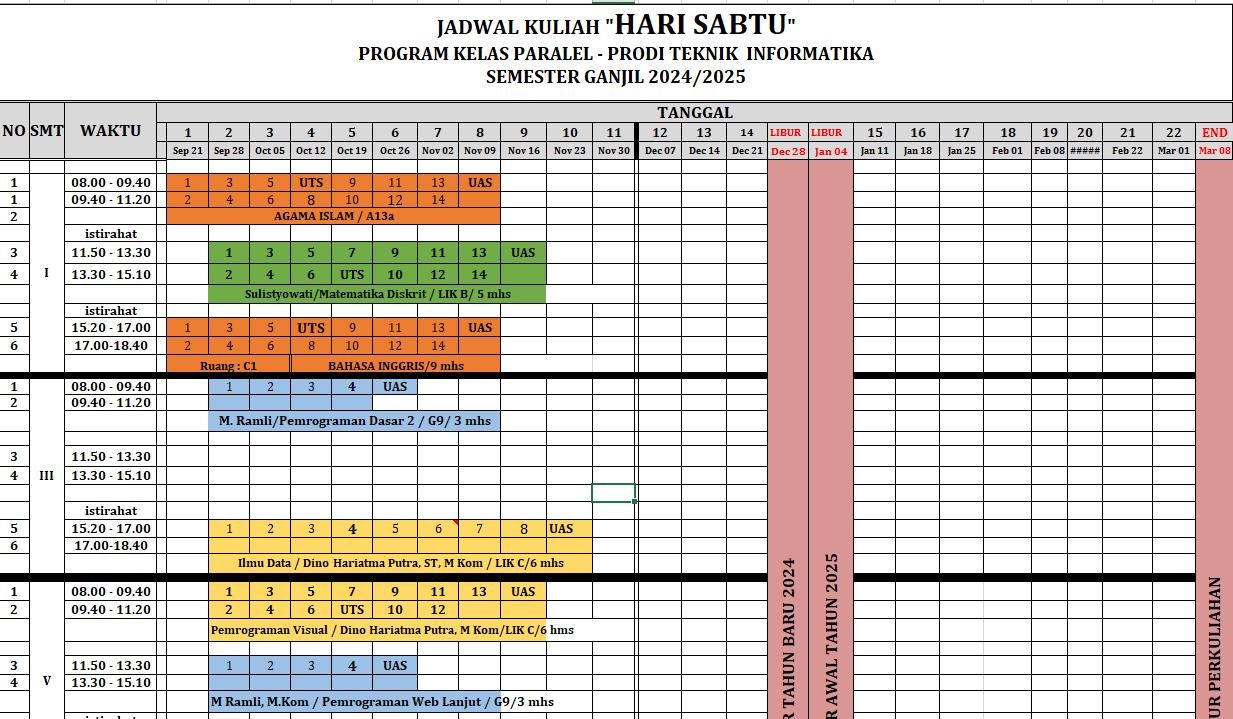 JADWAL KULIAH "HARI SABTU"
PROGRAM KELAS PARALEL - PRODI TEKNIK INFORMATIKA
SEMESTER GANJIL 2024/2025
NO SMT WAKTU TANGGAL
1 2 3 4 5 6 7 8 9 10 11 12 13 14 LIBUR LIBUR 15 16 17 18 19 20 21 22 END
Sep 21 Sep 28 Oct 05 Oct 12 Oct 19 Oct 26 Nov 02 Nov 09 Nov 16 Nov 23 Nov 30 Dec 07 Dec 14 Dec 21 Dec 28 Jan 04 Jan 11 Jan 18 Jan 25 Feb 01 Feb 08 ##### Feb 22 Mar 01 Mar 08
1 08.00 - 09.40 1 3 5 UTS 9 11 13 UAS
1 09.40 - 11.20 2 4 6 8 10 12 14
2 AGAMA ISLAM / A13a
istirahat
3 11.50 - 13.30 1 3 5 7 9 11 13 UAS
4 I 13.30 - 15.10 2 4 6 UTS 10 12 14
Sulistyowati/Matematika Diskrit / LIK B/ 5 mhs
istirahat
5 15.20 - 17.00 1 3 5 UTS 9 11 13 UAS
6 17.00-18.40 2 4 6 8 10 12 14
Ruang : C1 BAHASA INGGRIS/9 mhs
1 08.00 - 09.40 1 2 3 4 UAS
2 09.40 - 11.20
M. Ramli/Pemrograman Dasar 2 / G9/ 3 mhs
3 11.50 - 13.30
4 III 13.30 - 15.10
istirahat
5 15.20 - 17.00 1 2 3 4 5 6 7 8 UAS
6 17.00-18.40
Ilmu Data / Dino Hariatma Putra, ST, M Kom / LIK C/6 mhs
1 08.00 - 09.40 1 3 5 7 9 11 13 UAS
2 09.40 - 11.20 2 4 6 UTS 10 12
Pemrograman Visual / Dino Hariatma Putra, M Kom/LIK C/6 hms
3 11.50 - 13.30 1 2 3 4 UAS
4 V 13.30 - 15.10
M Ramli, M.Kom / Pemrograman Web Lanjut / G9/3 mhs
R TAHUN BARU 2024
R AWAL TAHUN 2025
UR PERKULIAHAN